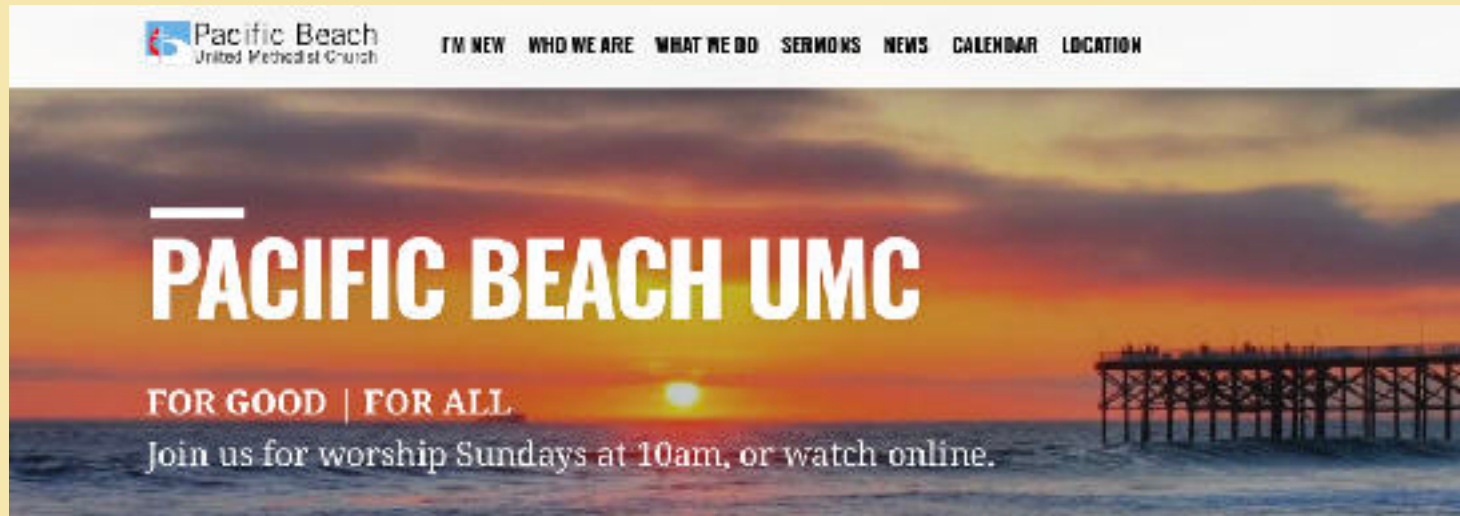 Pacific Beach
United Methodist Church
I'M NEW WHO WE ARE WHAT WE DO SERMONS NEWS CALENDAR LOCATION
PACIFIC BEACH UMC
FOR GOOD | FOR ALL
Join us for worship Sundays at 10am, or watch online.